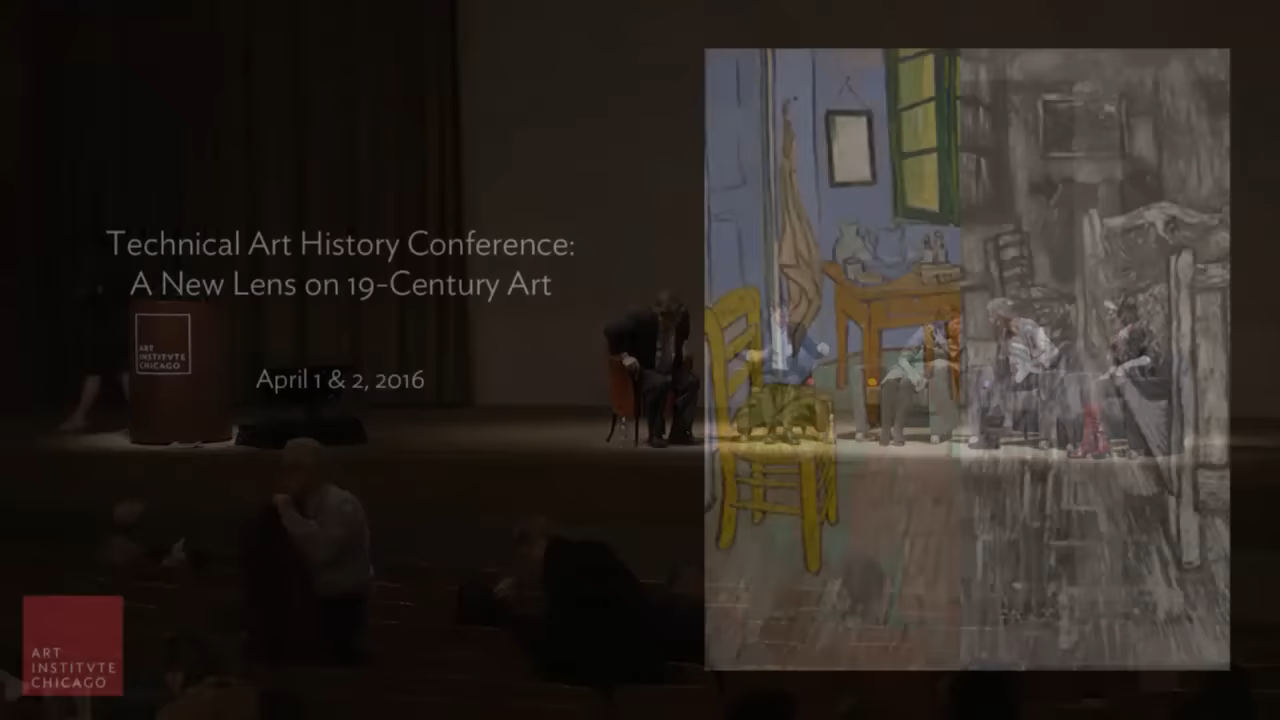 Technical Art History Conference:
A New Lens on 19-Century Art
ART
INSTITVTE
CHICAGO
April 1 & 2, 2016
ART
INSTITVTE
CHICAGO